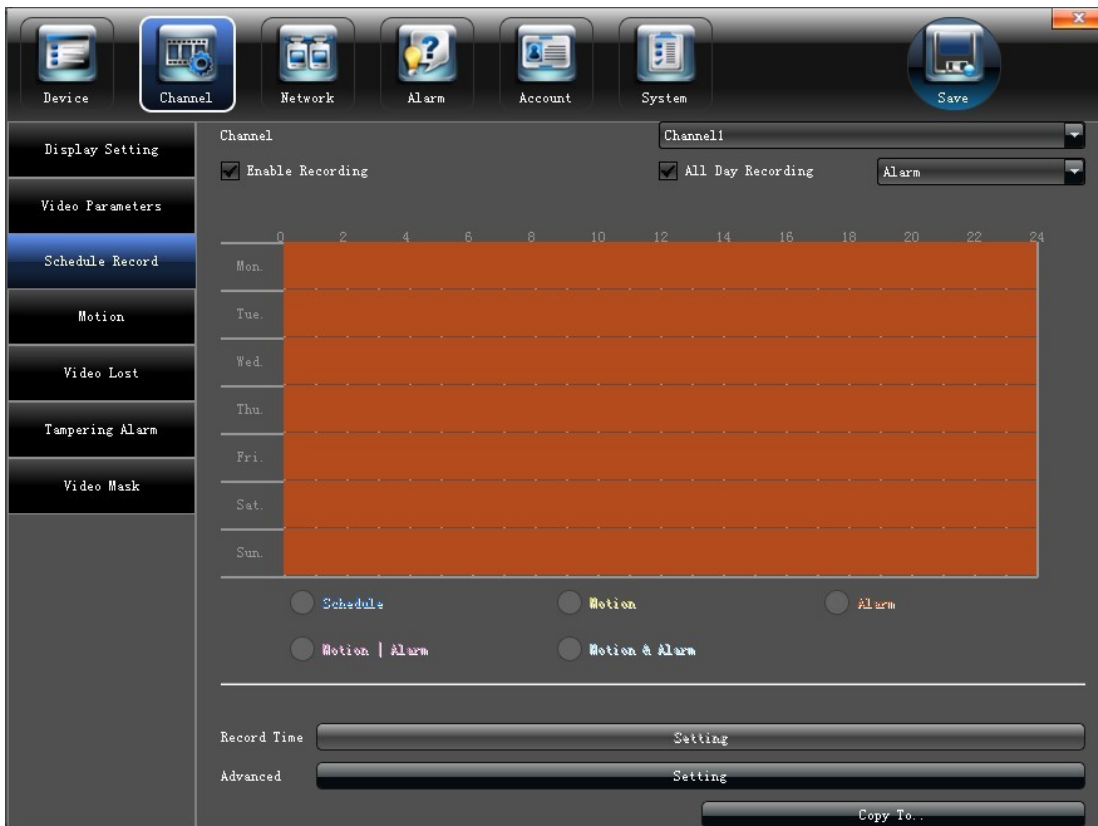 Device Channel Network Alarm Account System Save
Display Setting
Video Parameters
Schedule Record
Motion
Video Lost
Tampering Alarm
Video Mask
Channel Channel1
Enable Recording All Day Recording Alarm
0 2 4 6 8 10 12 14 16 18 20 22 24
Mon.
Tue.
Wed.
Thu.
Fri.
Sat.
Sun.
Schedule Motion Alarm
Motion | Alarm Motion & Alarm
Record Time Setting
Advanced Setting
Copy To..